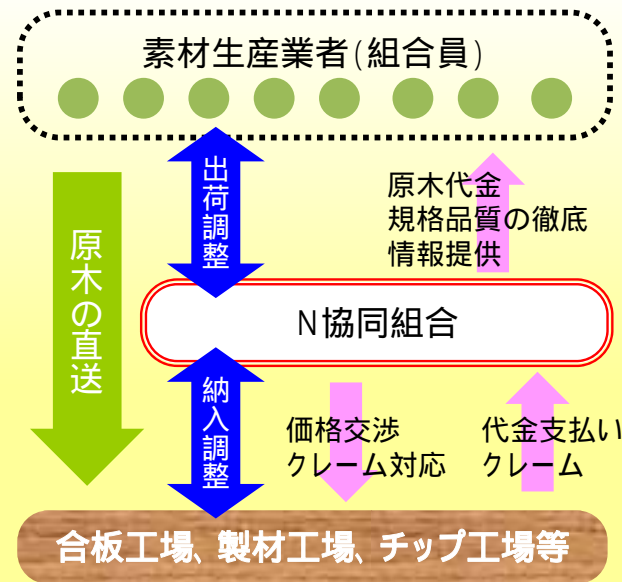 素材生産業者(組合員)
出荷調整
原木代金
規格品質の徹底
情報提供
原木の直送
N協同組合
納入調整
価格交渉
クレーム対応
代金支払い
クレーム
合板工場、製材工場、チップ工場等